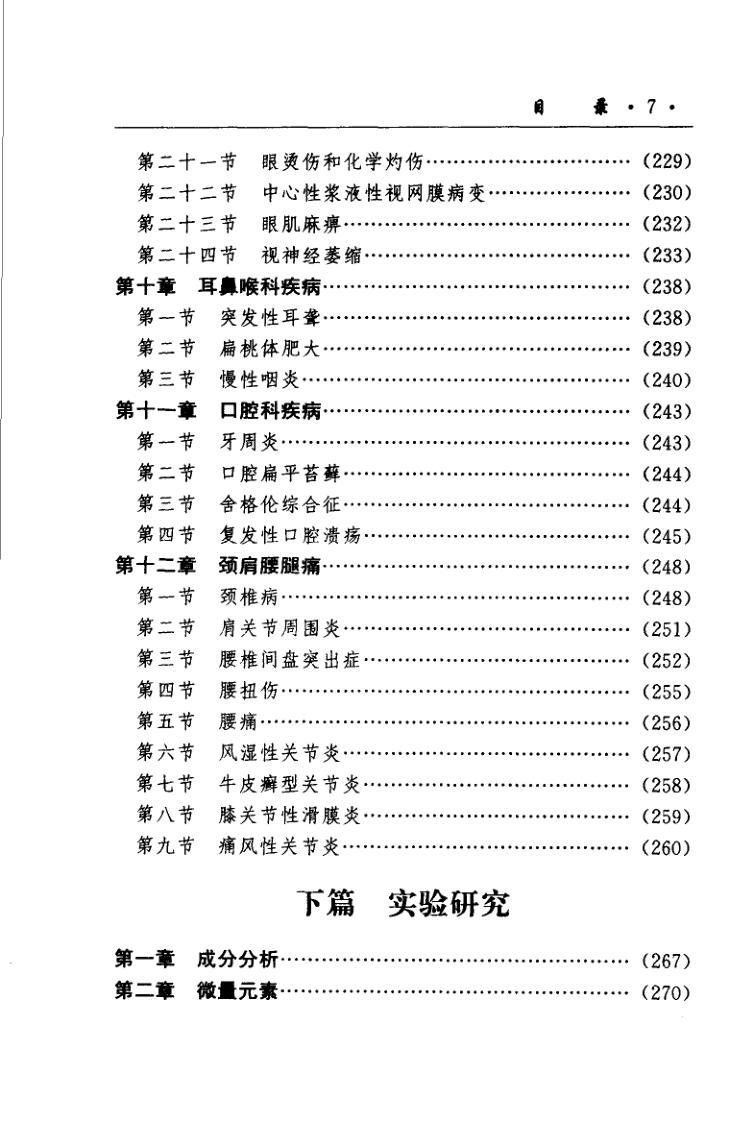 目 录 · 7 ·
第二十一节 眼烫伤和化学灼伤………………………… (229)
第二十二节 中心性浆液性视网膜病变………………… (230)
第二十三节 眼肌麻痹…………………………………… (232)
第二十四节 视神经萎缩………………………………… (233)
第十章 耳鼻喉科疾病……………………………………… (238)
第一节 突发性耳聋……………………………………… (238)
第二节 扁桃体肥大……………………………………… (239)
第三节 慢性咽炎………………………………………… (240)
第十一章 口腔科疾病……………………………………… (243)
第一节 牙周炎…………………………………………… (243)
第二节 口腔扁平苔藓…………………………………… (244)
第三节 舍格伦综合征…………………………………… (244)
第四节 复发性口腔溃疡………………………………… (245)
第十二章 颈肩腰腿痛……………………………………… (248)
第一节 颈椎病…………………………………………… (248)
第二节 肩关节周围炎…………………………………… (251)
第三节 腰椎间盘突出症………………………………… (252)
第四节 腰扭伤…………………………………………… (255)
第五节 腰痛……………………………………………… (256)
第六节 风湿性关节炎…………………………………… (257)
第七节 牛皮癣型关节炎………………………………… (258)
第八节 膝关节性滑膜炎………………………………… (259)
第九节 痛风性关节炎…………………………………… (260)
下篇 实验研究
第一章 成分分析…………………………………………… (267)
第二章 微量元素…………………………………………… (270)